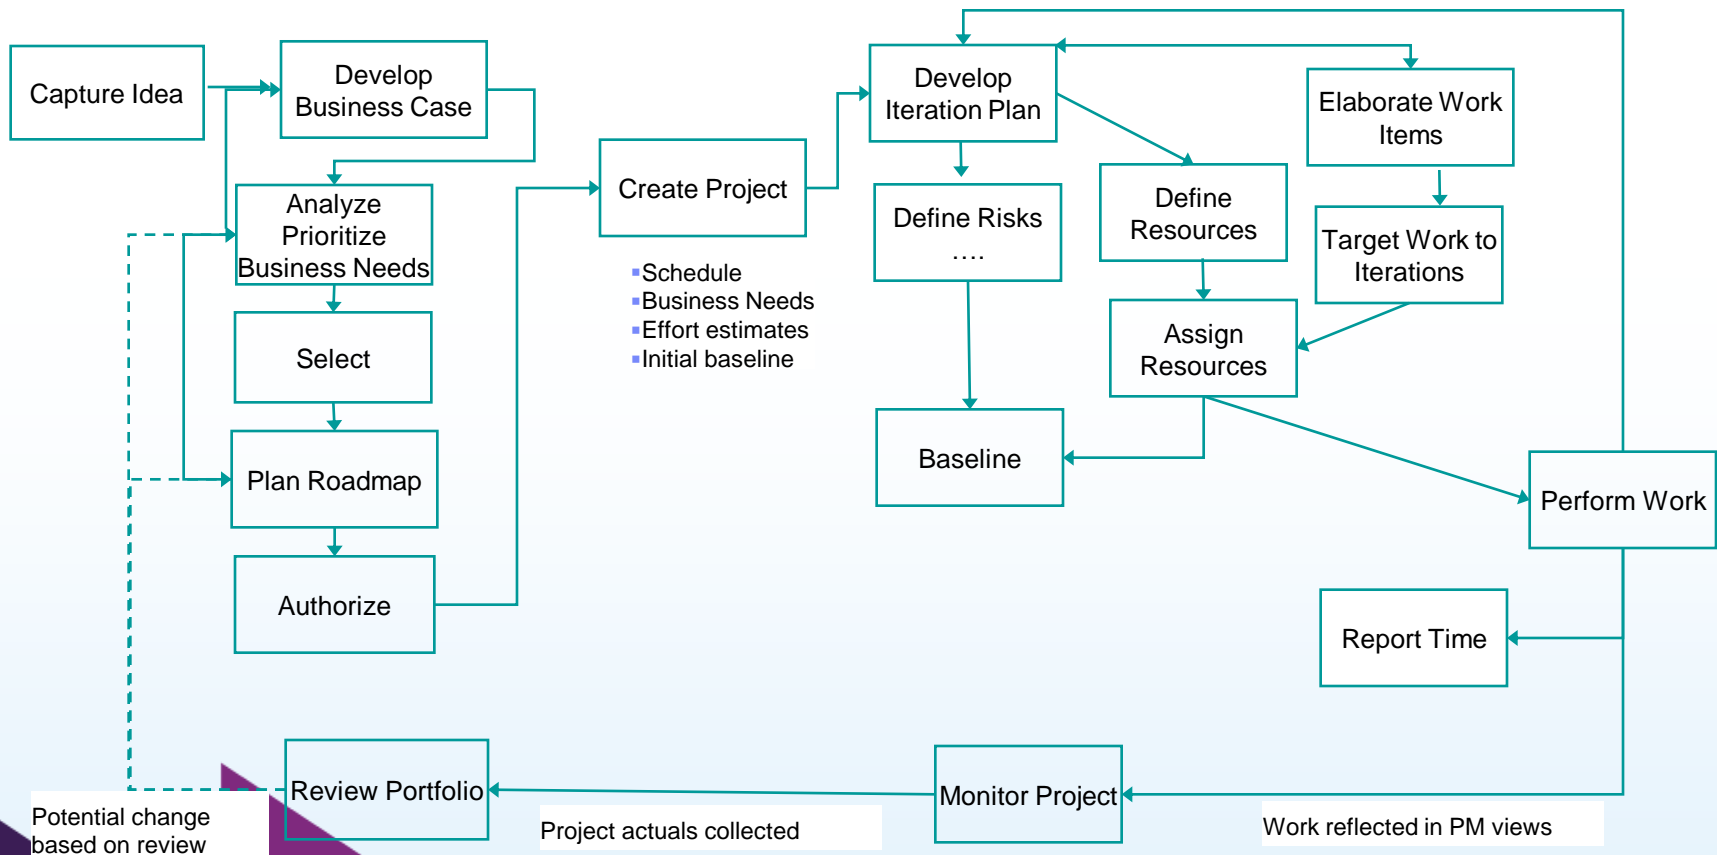 Capture Idea
Develop
Business Case
Analyze
Prioritize
Business Needs
Select
Plan Roadmap
Authorize
Create Project
Schedule
Business Needs
Effort estimates
Initial baseline
Develop
Iteration Plan
Define Risks
....
Baseline
Define
Resources
Assign
Resources
Elaborate Work
Items
Target Work to
Iterations
Perform Work
Report Time
Monitor Project
Review Portfolio
Work reflected in PM views
Project actuals collected
Potential change
based on review